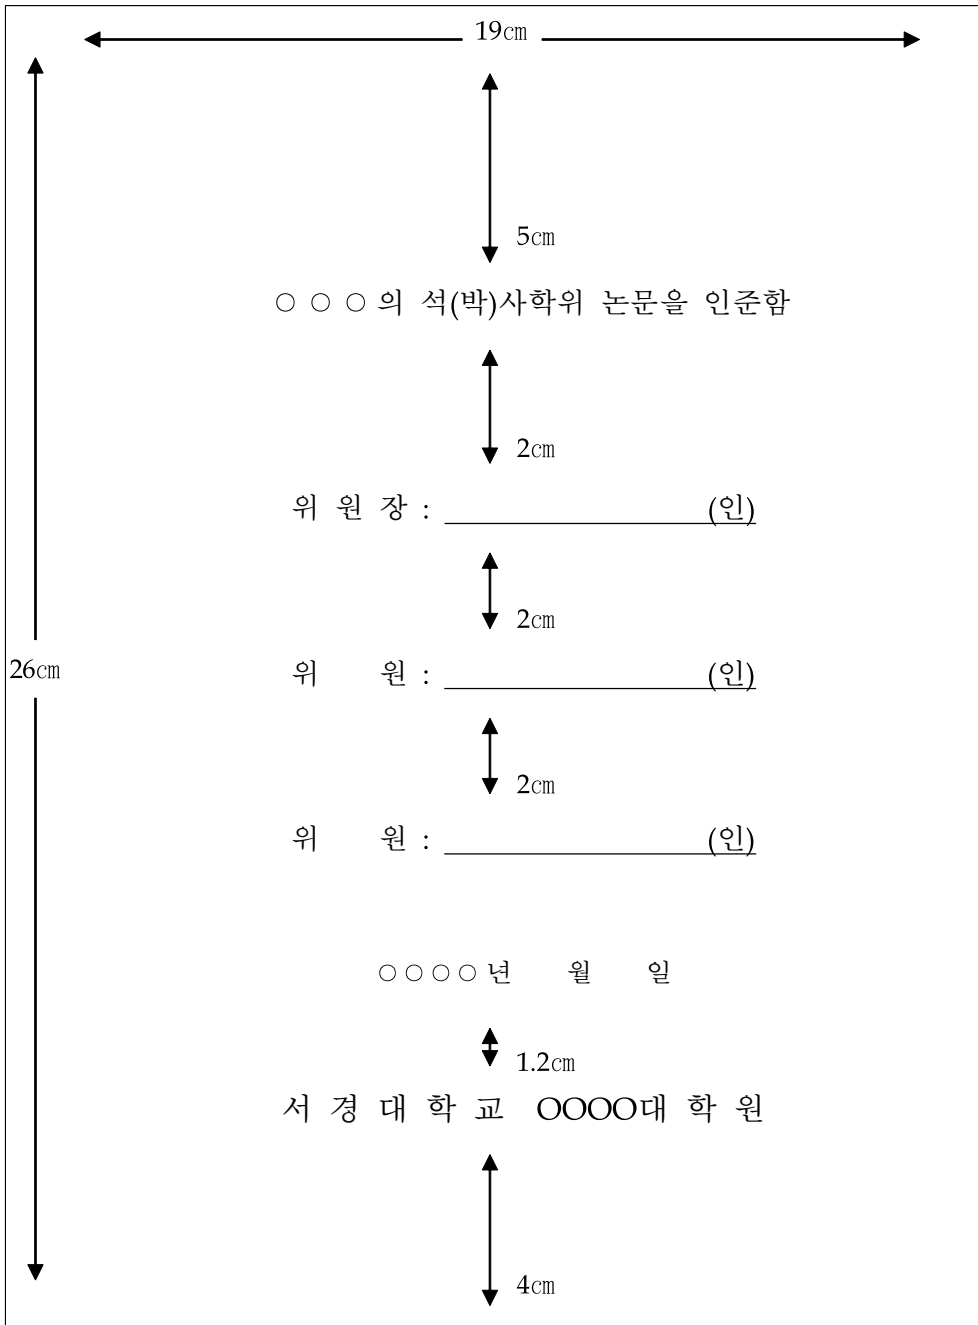 19㎝
5㎝
○ ○ ○ 의 석(박)사학위 논문을 인준함
2㎝
위 원 장 : (인)
2㎝
26㎝
위 원 : (인)
2㎝
위 원 : (인)
○ ○ ○ ○ 년 월 일
1.2㎝
서 경 대 학 교 OOOO대 학 원
4㎝